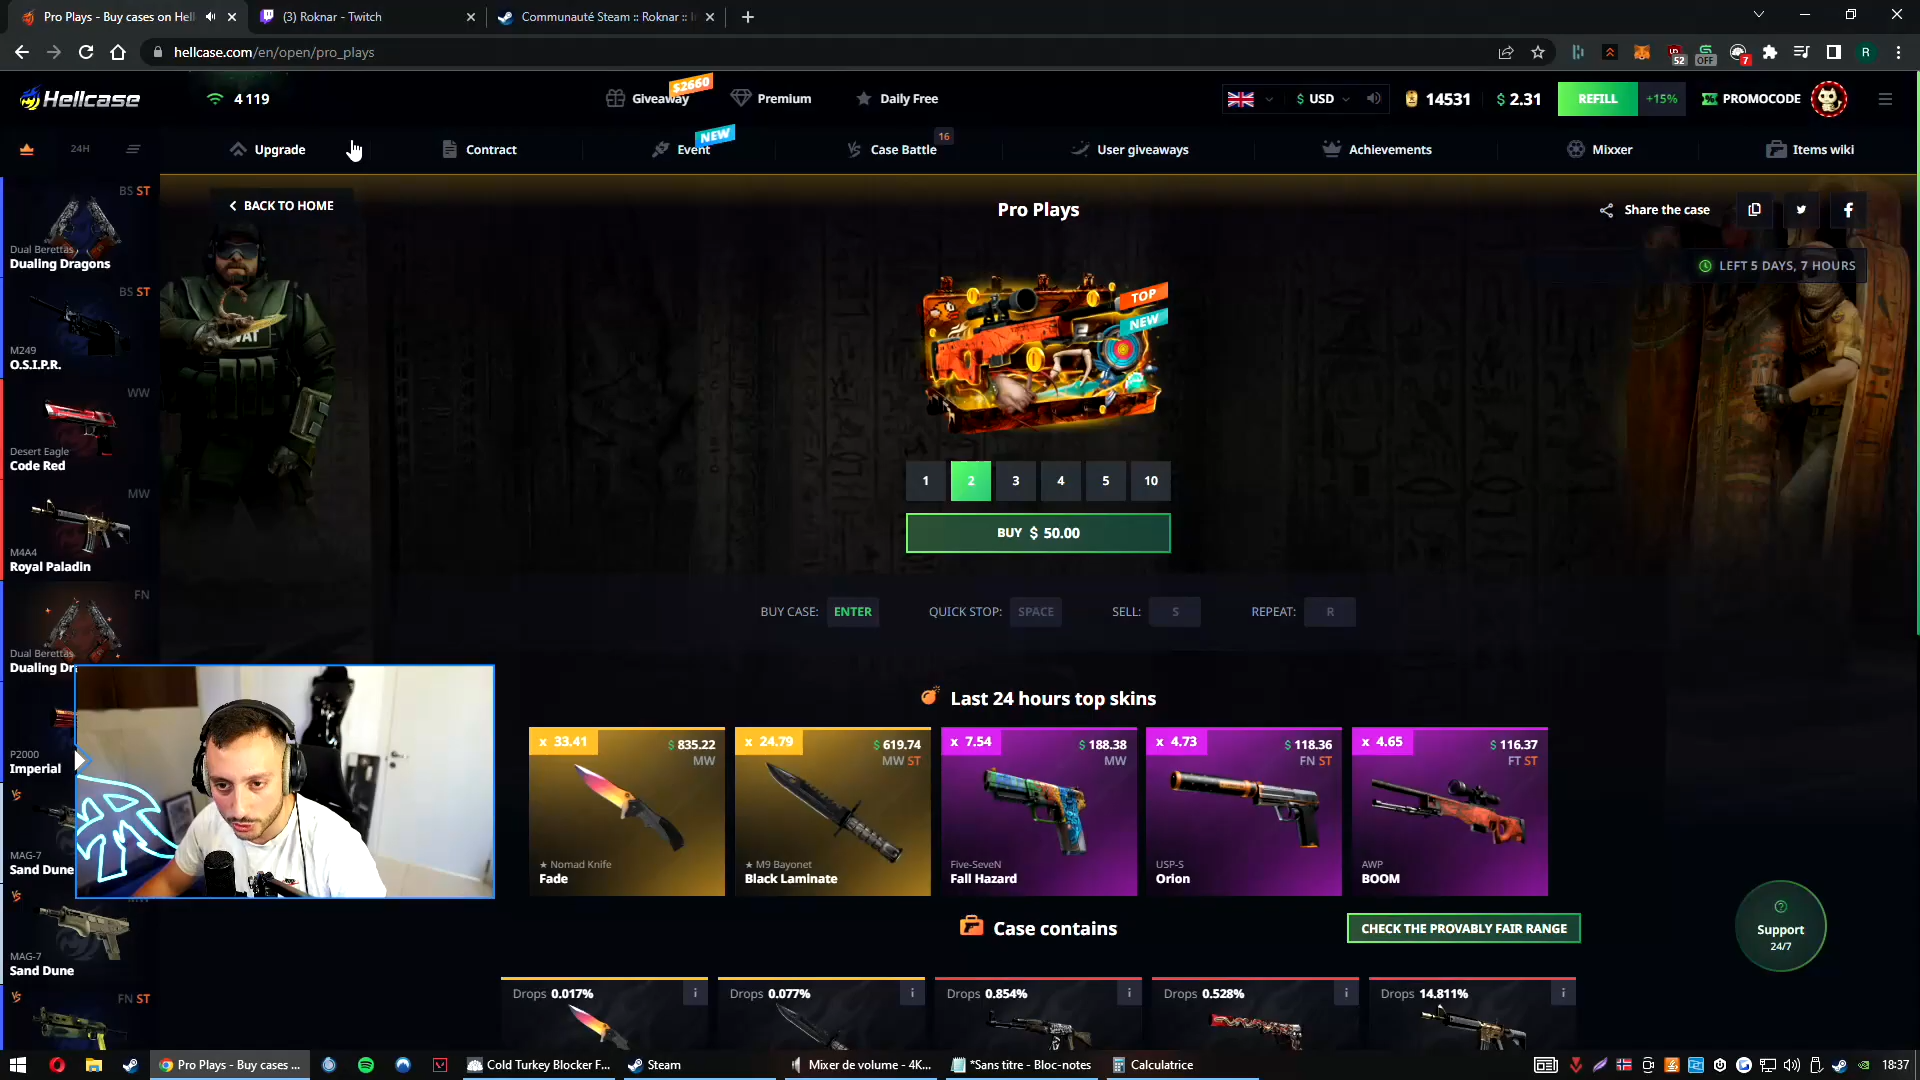 Pro Plays - Buy cases on Hell
(3) Roknar - Twitch
Communauté Steam :: Roknar :: I
hellcase.com/en/open/pro_plays
52
OFF
7
R
Hellcase
4 119
Giveaway
$2660
Premium
Daily Free
$ USD
14531
$ 2.31
REFILL
+15%
PROMOCODE
24H
Upgrade
Contract
Event
NEW
Case Battle
16
User giveaways
Achievements
Mixxer
Items wiki
BACK TO HOME
Pro Plays
Share the case
LEFT 5 DAYS, 7 HOURS
TOP
NEW
1
2
3
4
5
10
BUY $ 50.00
BUY CASE: ENTER
QUICK STOP: SPACE
SELL: S
REPEAT: R
BS ST
Dual Berettas
Dualing Dragons
BS ST
M249
O.S.I.P.R.
WW
Desert Eagle
Code Red
MW
M4A4
Royal Paladin
FN
Dual Berettas
Dualing Dr
P2000
Imperial
MAG-7
Sand Dune
MAG-7
Sand Dune
FN ST
Last 24 hours top skins
x 33.41
$ 835.22
MW
★ Nomad Knife
Fade
x 24.79
$ 619.74
MW ST
★ M9 Bayonet
Black Laminate
x 7.54
$ 188.38
MW
Five-SeveN
Fall Hazard
x 4.73
$ 118.36
FN ST
USP-S
Orion
x 4.65
$ 116.37
FT ST
AWP
BOOM
Case contains
CHECK THE PROVABLY FAIR RANGE
Support
24/7
Drops 0.017%
Drops 0.077%
Drops 0.854%
Drops 0.528%
Drops 14.811%
Pro Plays - Buy cases ...
Cold Turkey Blocker F...
Steam
Mixer de volume - 4K...
*Sans titre - Bloc-notes
Calculatrice
18:37